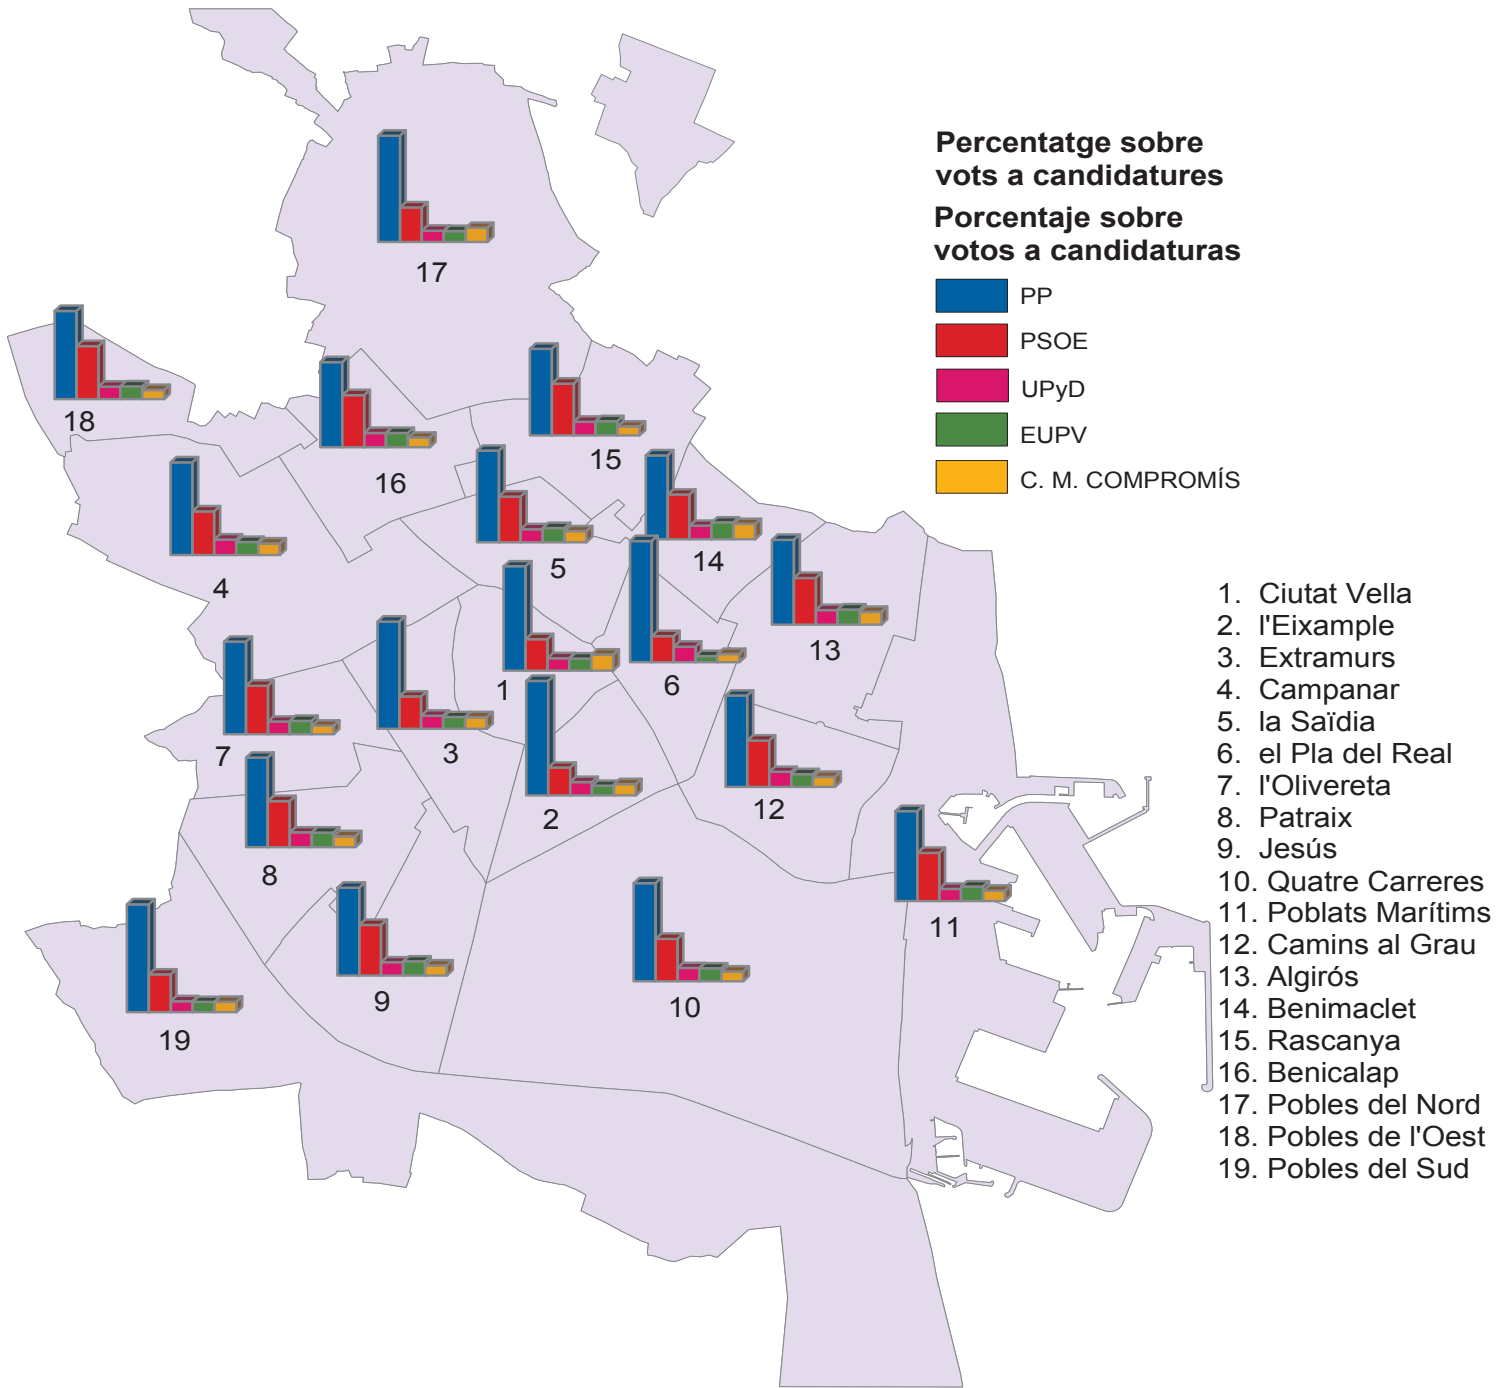 Percentatge sobre
vots a candidatures
Porcentaje sobre
votos a candidaturas
PP
PSOE
UPyD
EUPV
C. M. COMPROMÍS
17
18
16
15
4
5
14
13
1
6
7
3
2
12
8
11
9
10
19
1. Ciutat Vella
2. l'Eixample
3. Extramurs
4. Campanar
5. la Saïdia
6. el Pla del Real
7. l'Olivereta
8. Patraix
9. Jesús
10. Quatre Carreres
11. Poblats Marítims
12. Camins al Grau
13. Algirós
14. Benimaclet
15. Rascanya
16. Benicalap
17. Pobles del Nord
18. Pobles de l'Oest
19. Pobles del Sud